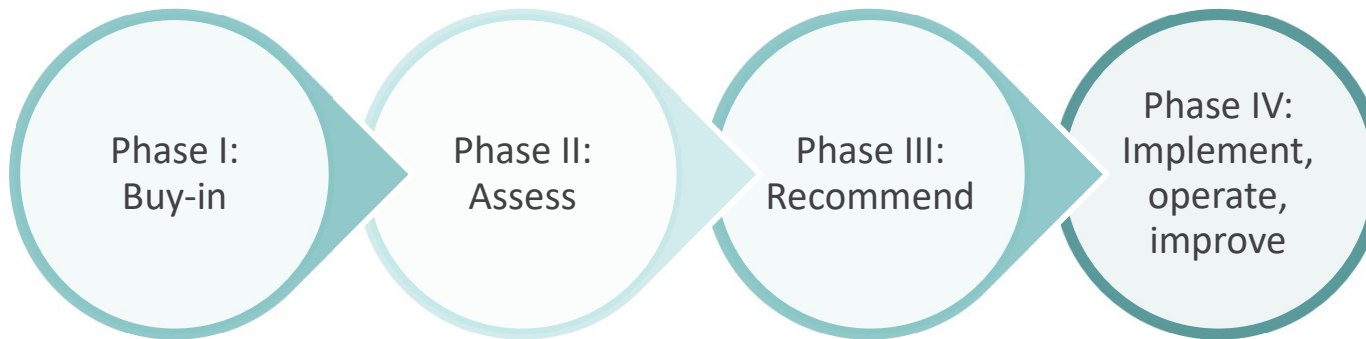 Phase I:
Buy-in
Phase II:
Assess
Phase III:
Recommend
Phase IV:
Implement,
operate,
improve